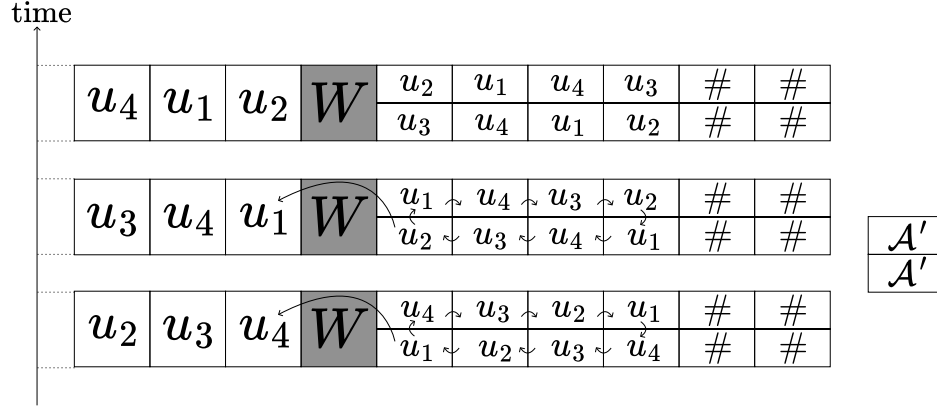 time
u₄ u₁ u₂ W u₂ u₁ u₄ u₃ # #
u₃ u₄ u₁ u₂ # #
u₃ u₄ u₁ W u₁ u₄ u₃ u₂ # #
u₂ u₃ u₄ u₁ # #
𝒜′
𝒜′
u₂ u₃ u₄ W u₄ u₃ u₂ u₁ # #
u₁ u₂ u₃ u₄ # #